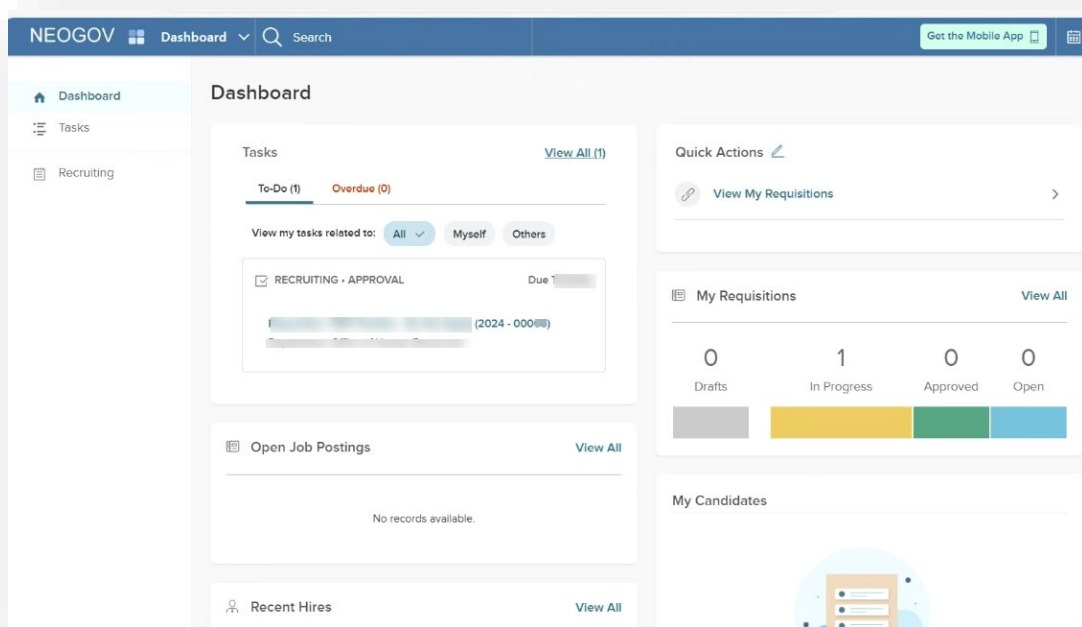 NEOGOV Dashboard Search Get the Mobile App
Dashboard
Tasks
Recruiting
Dashboard
Tasks View All (1)
To-Do (1) Overdue (0)
View my tasks related to: All Myself Others
RECRUITING • APPROVAL Due
(2024 - 000
Open Job Postings View All
No records available.
Recent Hires View All
Quick Actions
View My Requisitions
My Requisitions View All
0 1 0 0
Drafts In Progress Approved Open
My Candidates